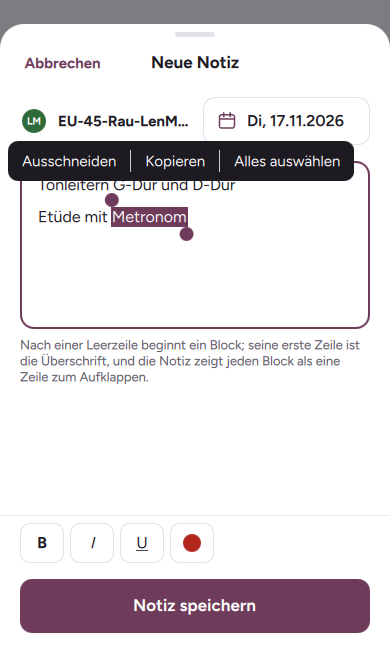 Abbrechen
Neue Notiz
LM
EU-45-Rau-LenM...
Di, 17.11.2026
Ausschneiden
Kopieren
Alles auswählen
Tonleitern G-Dur und D-Dur
Etüde mit Metronom
Nach einer Leerzeile beginnt ein Block; seine erste Zeile ist
die Überschrift, und die Notiz zeigt jeden Block als eine
Zeile zum Aufklappen.
B
I
U
Notiz speichern